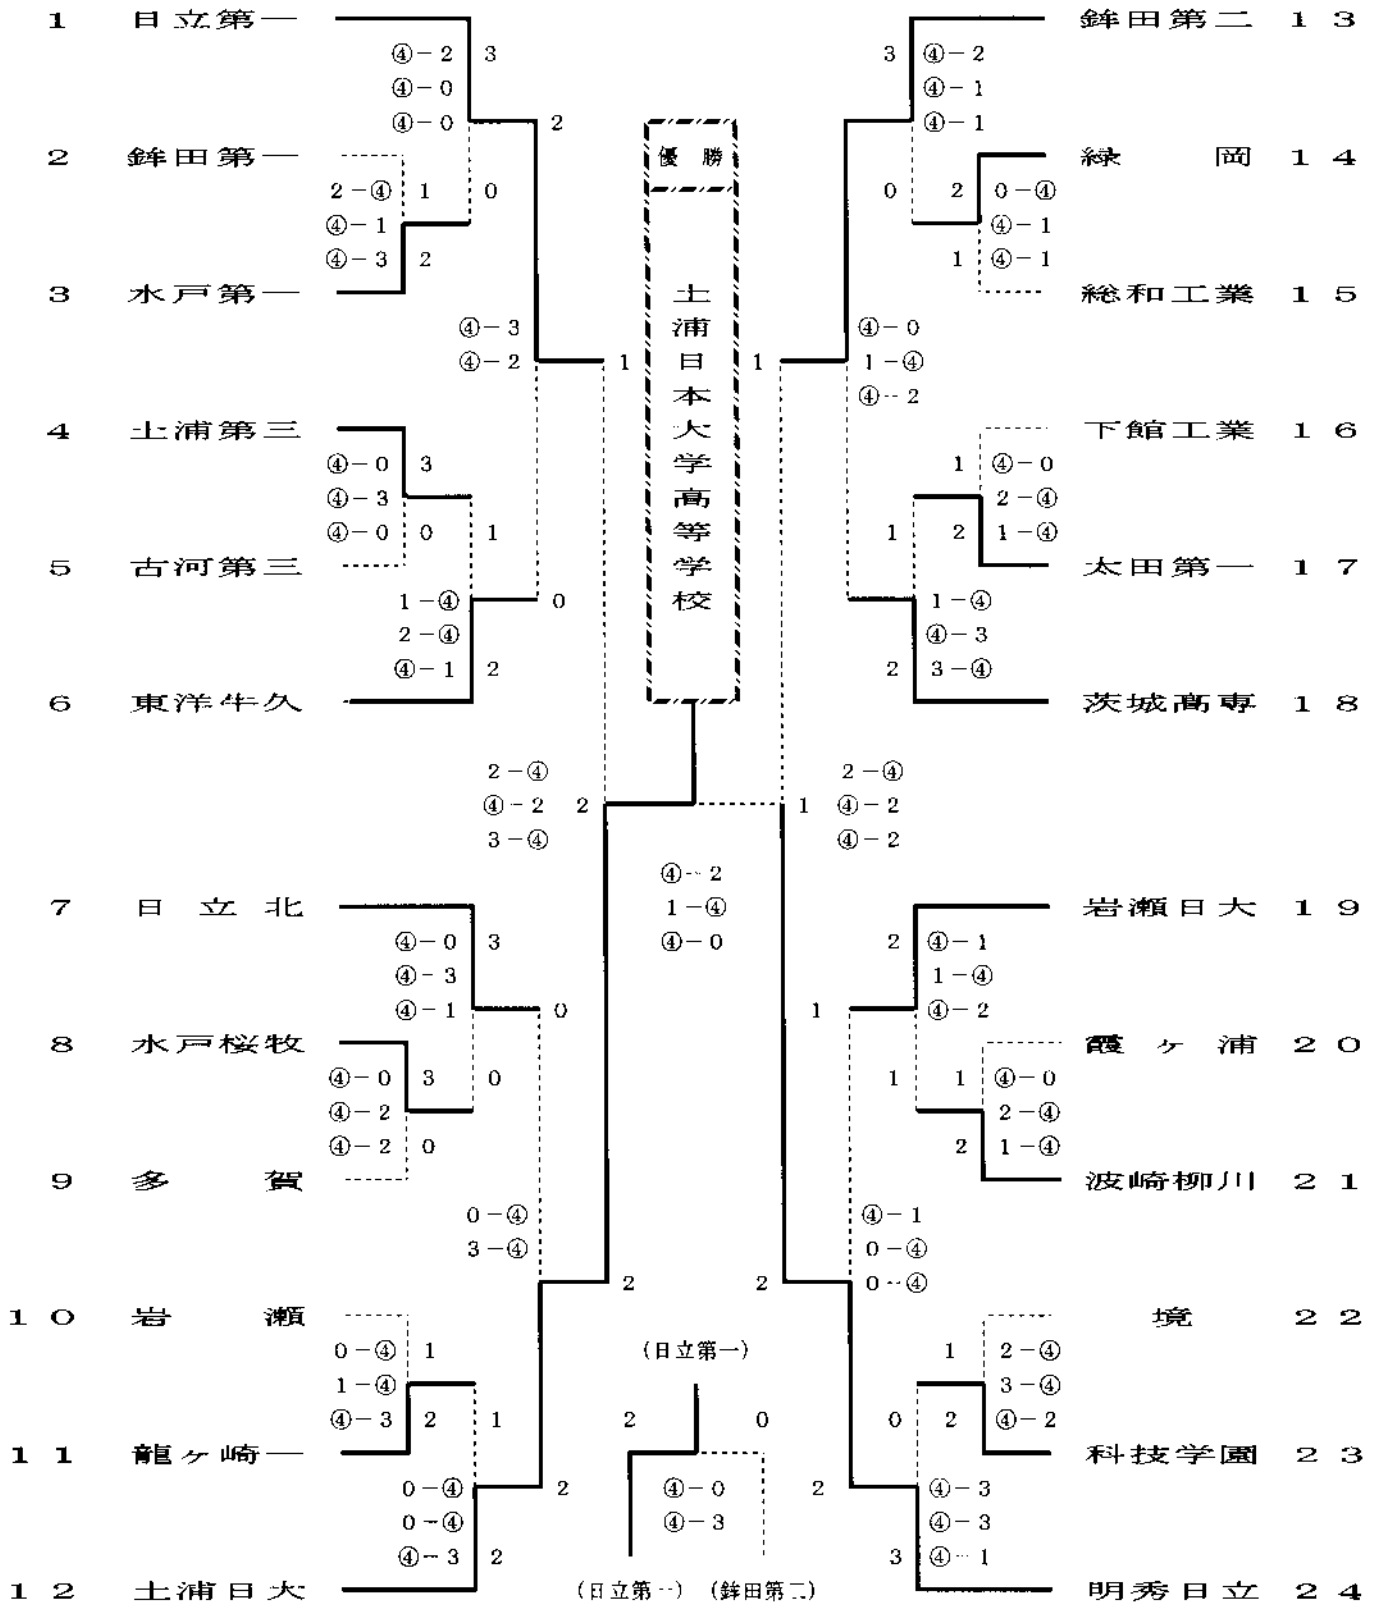 1 日立第一
④-2 3
④-0
④-0 2
2 鉾田第一
2-④ 1 0
④-1
④-3 2
3 水戸第一
④-3
④-2 1
4 土浦第三
④-0 3
④-3
④-0 0 1
5 古河第三
1-④ 0
2-④
④-1 2
6 東洋牛久
2-④
④-2 2
3-④
7 日立北
④-0 3
④-3
④-1 0
8 水戸桜牧
④-0 3 0
④-2
④-2 0
9 多賀
0-④
3-④
2
10 岩瀬
0-④ 1
1-④
④-3 2 1
11 龍ヶ崎一
0-④ 2
0-④
④-3 2
12 土浦日大
優勝
土浦日本大学高等学校
④-2
1-④
④-0
(日立第一)
2 0
④-0
④-3
(日立第一) (鉾田第二)
鉾田第二 13
3 ④-2
④-1
④-1
緑岡 14
0 2 0-④
④-1
1 ④-1
総和工業 15
④-0
1 1-④
④-2
下館工業 16
1 ④-0
2-④
1 2 1-④
太田第一 17
1-④
④-3
2 3-④
茨城高専 18
2-④
1 ④-2
④-2
岩瀬日大 19
2 ④-1
1-④
1 ④-2
霞ヶ浦 20
1 1 ④-0
2-④
2 1-④
波崎柳川 21
④-1
0-④
2 0-④
境 22
1 2-④
3-④
0 2 ④-2
科技学園 23
2 ④-3
④-3
3 ④-1
明秀日立 24